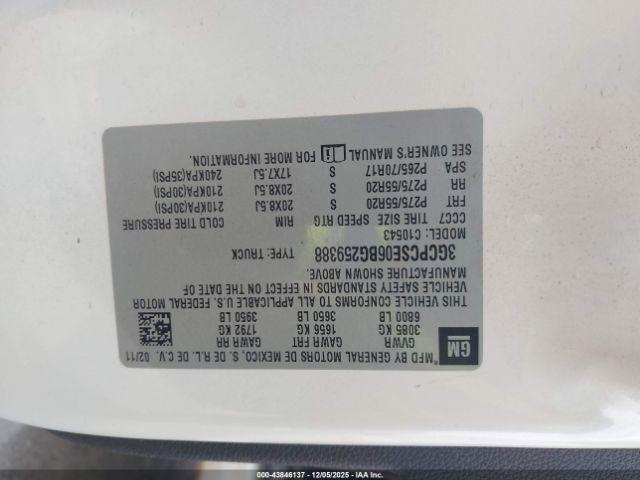 GM
*MFD BY GENERAL MOTORS DE MEXICO, S. DE R.L. DE C.V. 02/11
GVWR GAWR FRT GAWR RR
3085 KG 1656 KG 1792 KG
6800 LB 3650 LB 3950 LB
THIS VEHICLE CONFORMS TO ALL APPLICABLE U.S. FEDERAL MOTOR
VEHICLE SAFETY STANDARDS IN EFFECT ON THE DATE OF
MANUFACTURE SHOWN ABOVE.
3GCPCSE06BG259388 TYPE: TRUCK
C10543
CCC7 TIRE SIZE SPEED RTG RIM COLD TIRE PRESSURE
FRT P275/55R20 S 20X8.5J 210KPA(30PSI)
RR P275/55R20 S 20X8.5J 210KPA(30PSI)
SPA P265/70R17 S 17X7.5J 240KPA(35PSI)
SEE OWNER'S MANUAL FOR MORE INFORMATION.
000-43846137 - 12/05/2025 - IAA Inc.